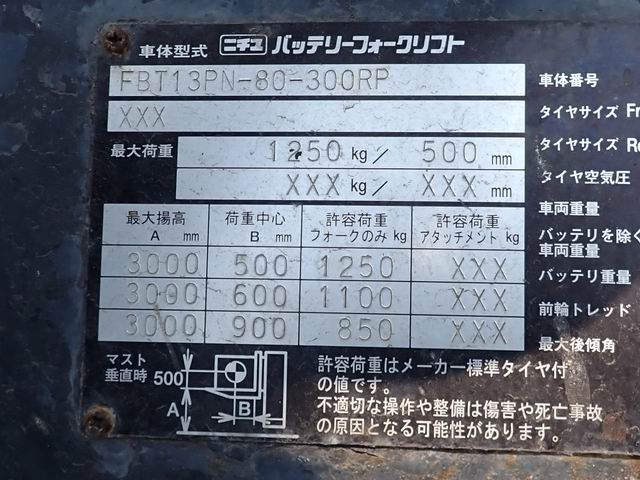 車体型式 ニチユ バッテリーフォークリフト
FBT13PN-80-300RP
XXX
最大荷重 1250 kg/ 500 mm
XXX kg/ XXX mm
最大揚高 A mm 荷重中心 B mm 許容荷重 フォークのみ kg 許容荷重 アタッチメント kg
3000 500 1250 XXX
3000 600 1100 XXX
3000 900 850 XXX
マスト垂直時 500 A B
許容荷重はメーカー標準タイヤ付
の値です。
不適切な操作や整備は傷害や死亡事故
の原因となる可能性があります。
車体番号
タイヤサイズ Fr
タイヤサイズ Re
タイヤ空気圧
車両重量
バッテリを除く
車両重量
バッテリ重量
前輪トレッド
最大後傾角